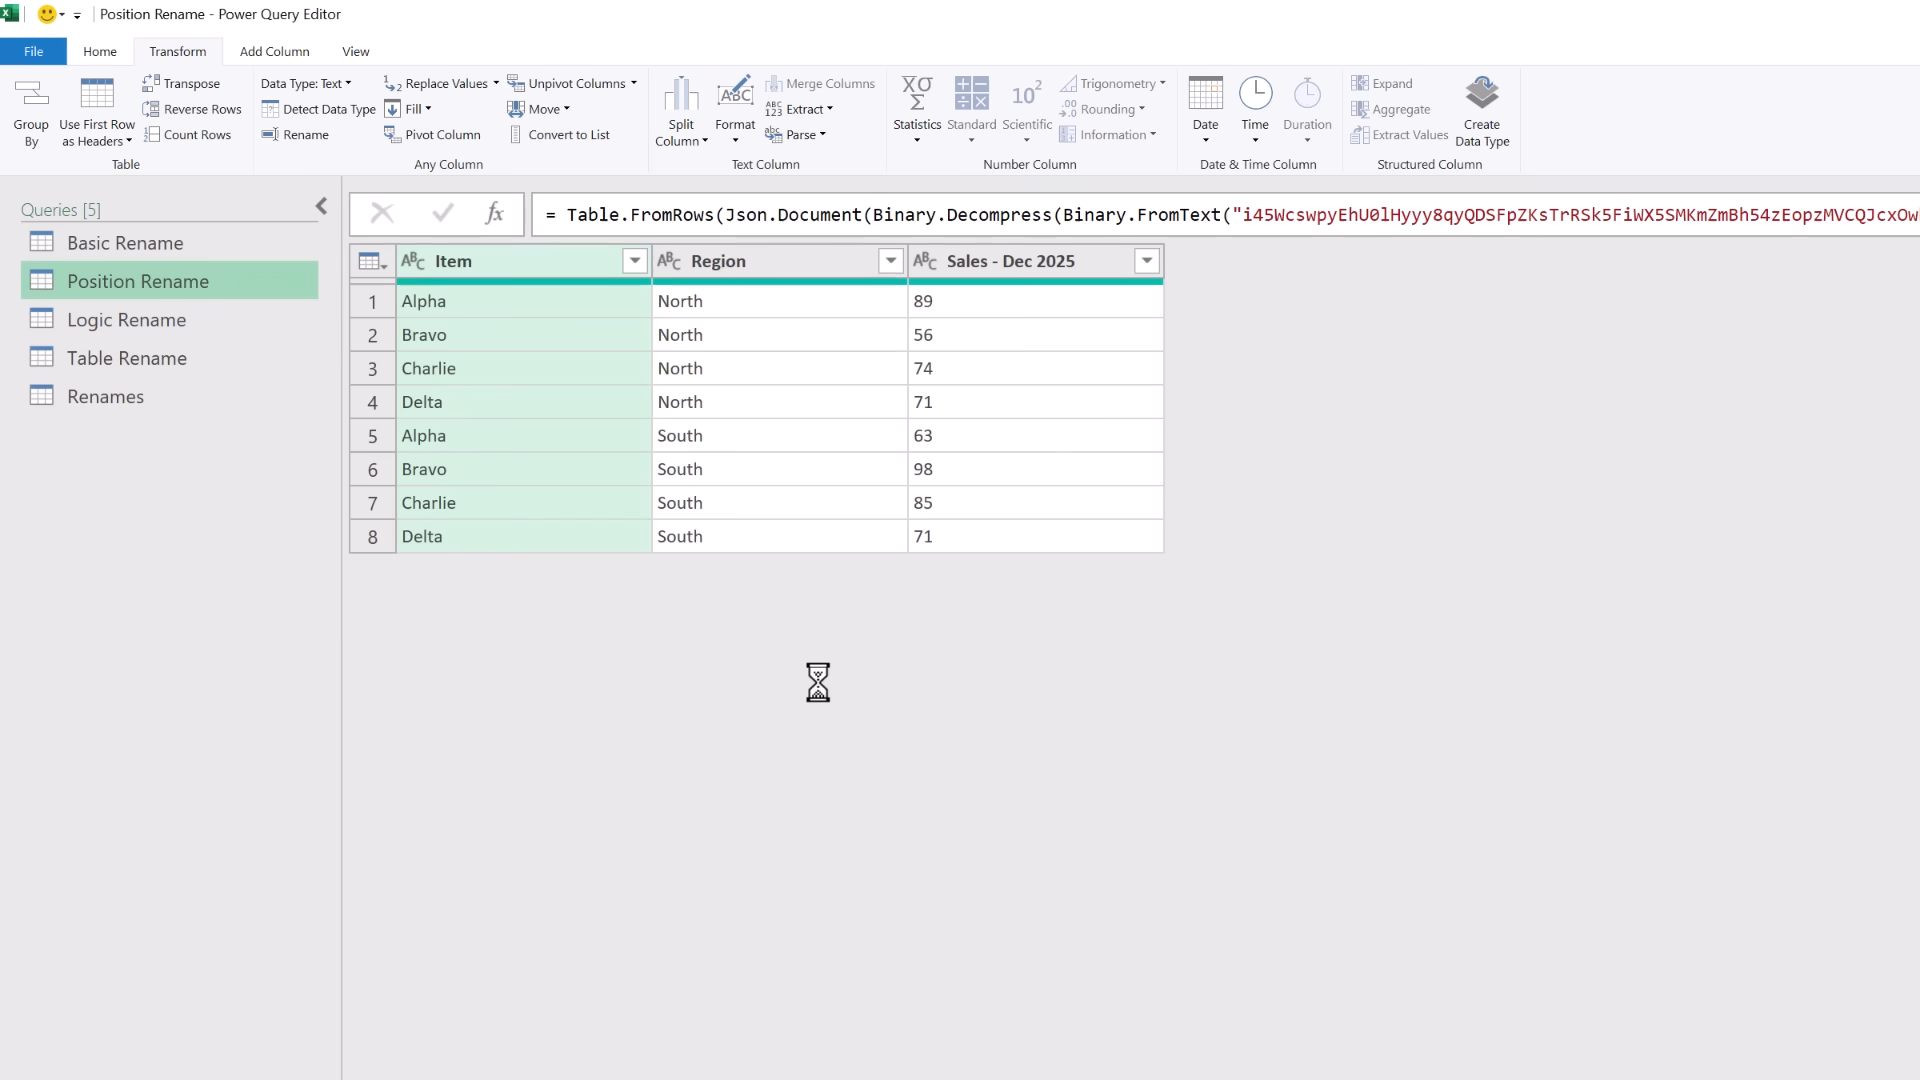 Position Rename - Power Query Editor
File Home Transform Add Column View
Group By
Use First Row as Headers
Transpose
Reverse Rows
Count Rows
Table
Data Type: Text
Detect Data Type
Rename
Replace Values
Fill
Pivot Column
Unpivot Columns
Move
Convert to List
Any Column
Split Column
Format
Merge Columns
Extract
Parse
Text Column
Statistics
Standard
Scientific
Trigonometry
Rounding
Information
Number Column
Date
Time
Duration
Date & Time Column
Expand
Aggregate
Extract Values
Create Data Type
Structured Column
Queries [5]
Basic Rename
Position Rename
Logic Rename
Table Rename
Renames
fx
= Table.FromRows(Json.Document(Binary.Decompress(Binary.FromText("i45WcswpyEhU0lHyyy8qyQDSFpZKsTrRSk5FiWX5SMKmZmBh54zEopzMVCQJcxOw
Item Region Sales - Dec 2025
1 Alpha North 89
2 Bravo North 56
3 Charlie North 74
4 Delta North 71
5 Alpha South 63
6 Bravo South 98
7 Charlie South 85
8 Delta South 71